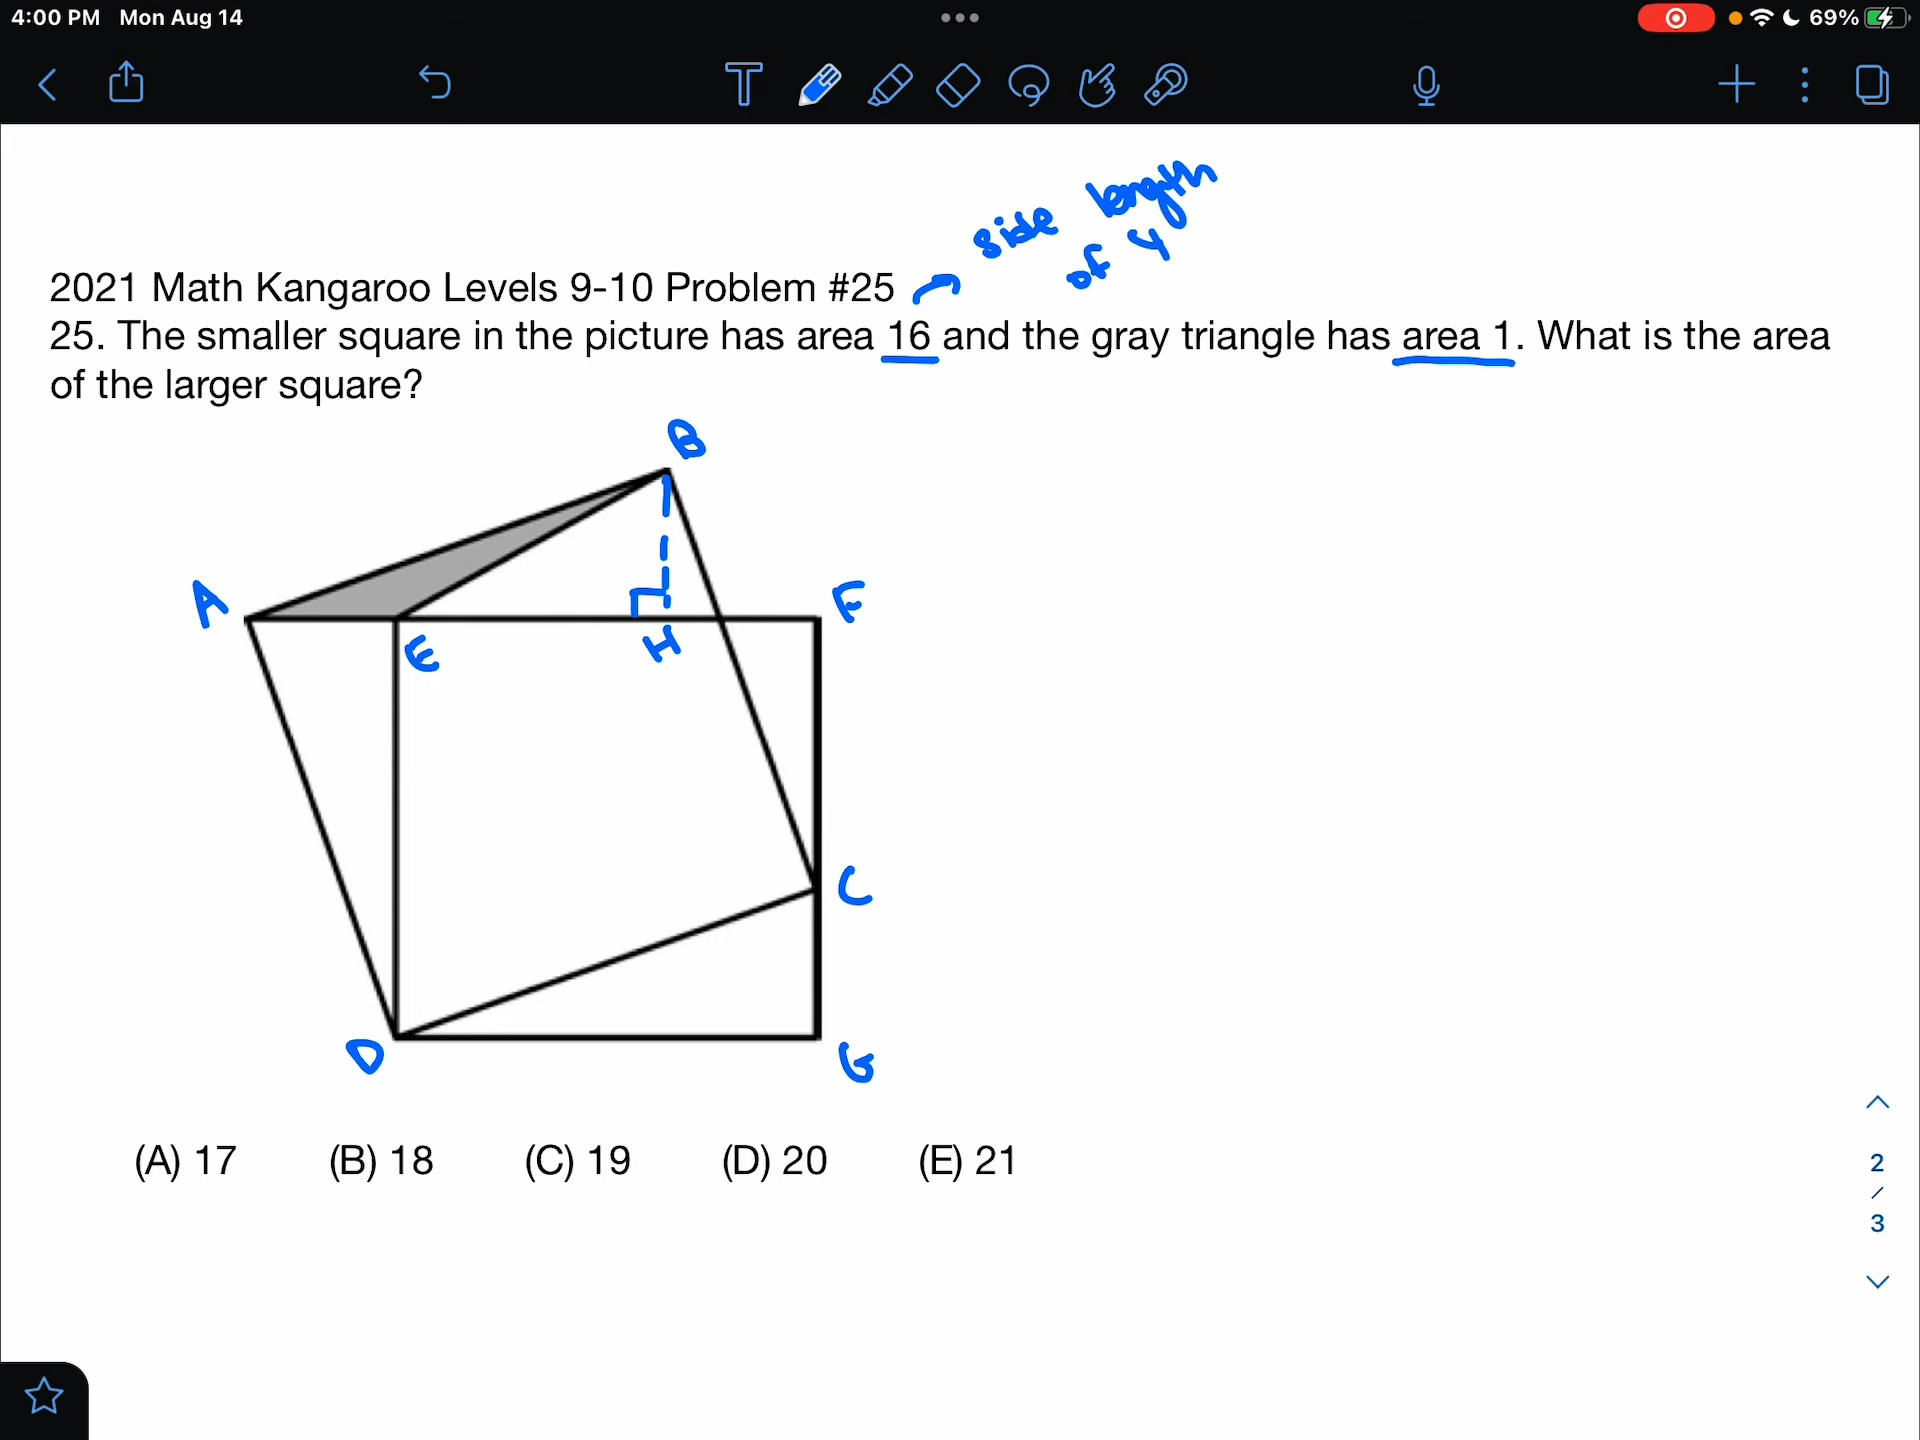 4:00 PM Mon Aug 14
69%
T
side length
of 4
2021 Math Kangaroo Levels 9-10 Problem #25
25. The smaller square in the picture has area 16 and the gray triangle has area 1. What is the area
of the larger square?
B
A
F
E
H
C
D
G
(A) 17 (B) 18 (C) 19 (D) 20 (E) 21
2
/
3